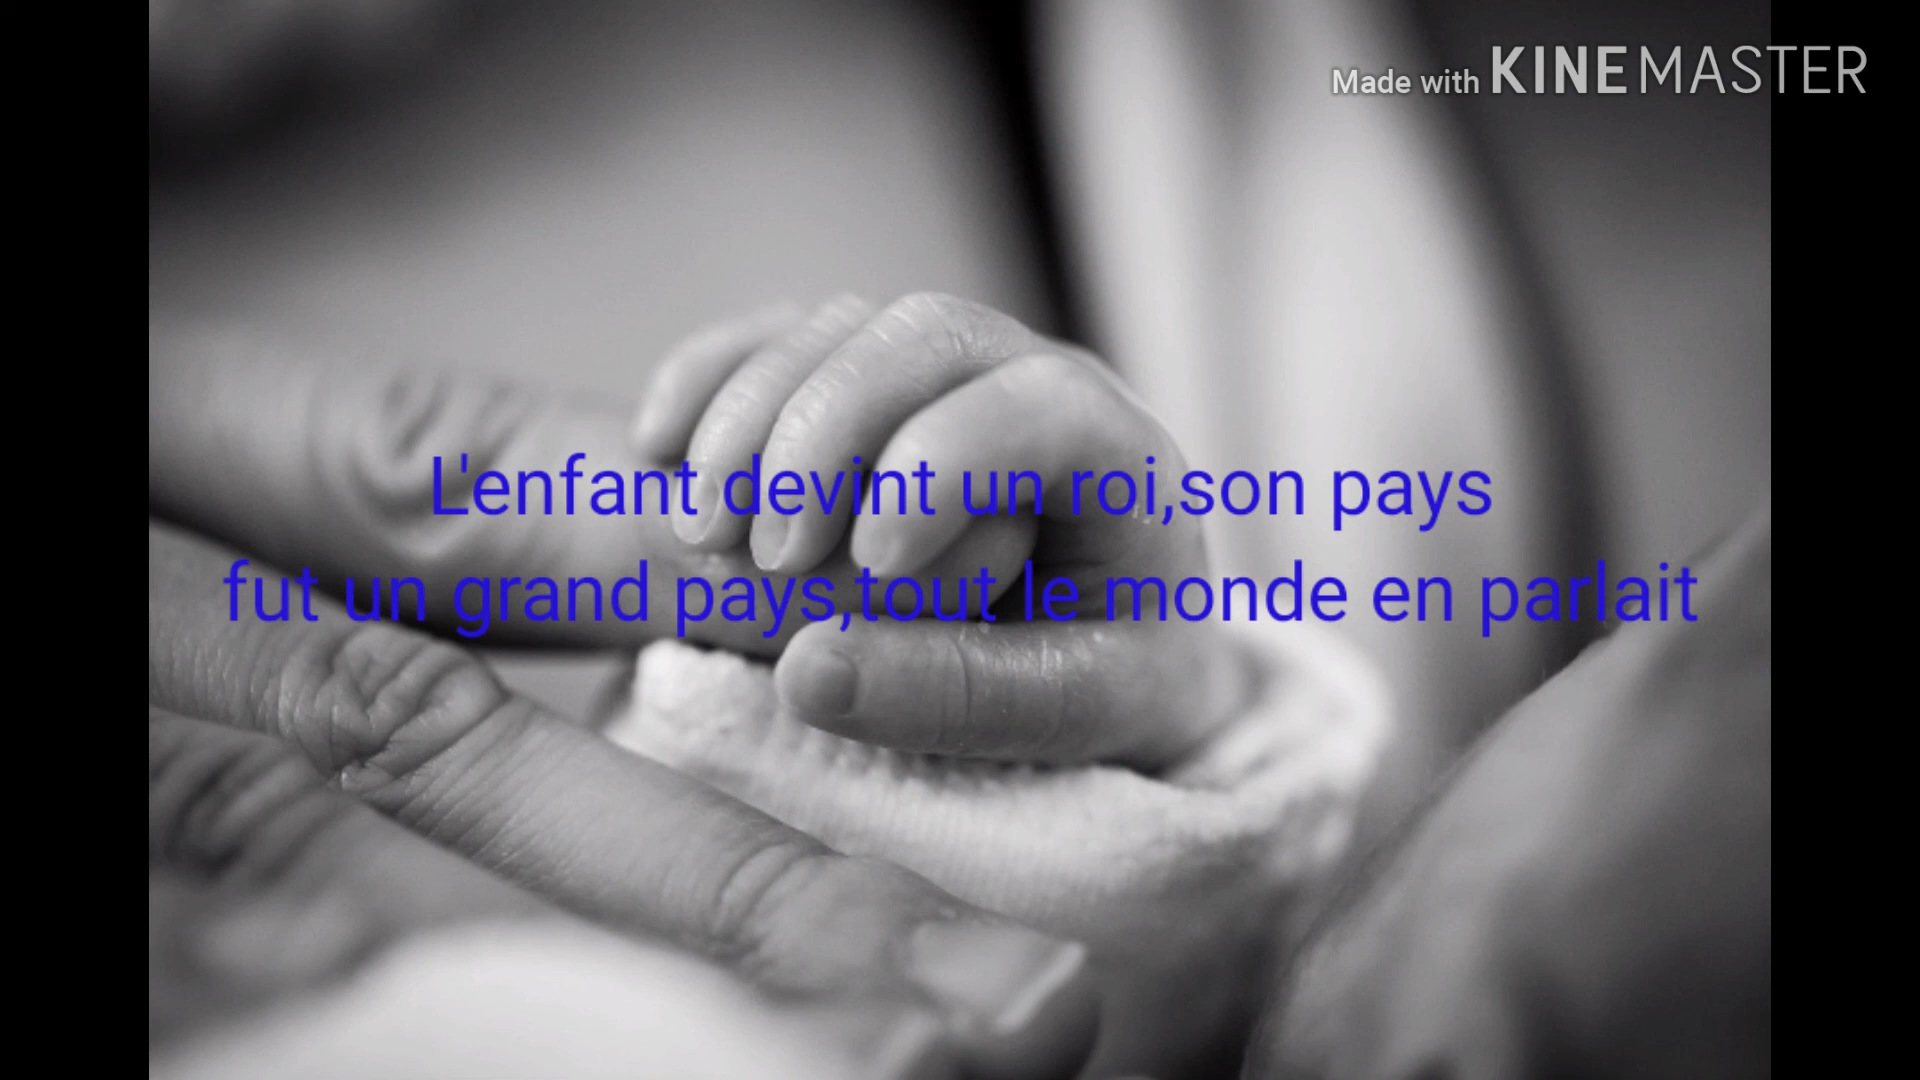 Made with KINEMASTER
L'enfant devint un roi,son pays
fut un grand pays,tout le monde en parlait